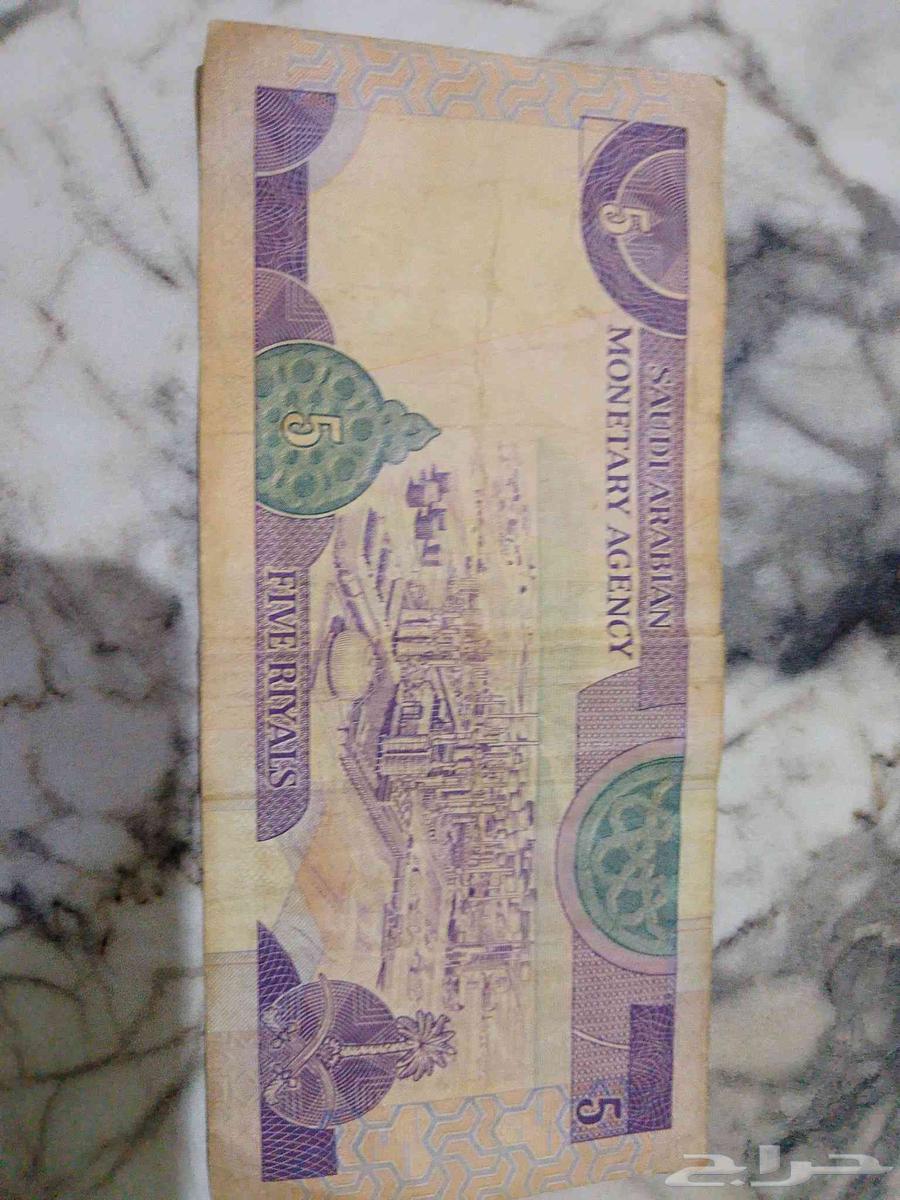 5
SAUDI ARABIAN
MONETARY AGENCY
5
FIVE RIYALS
5
حراج